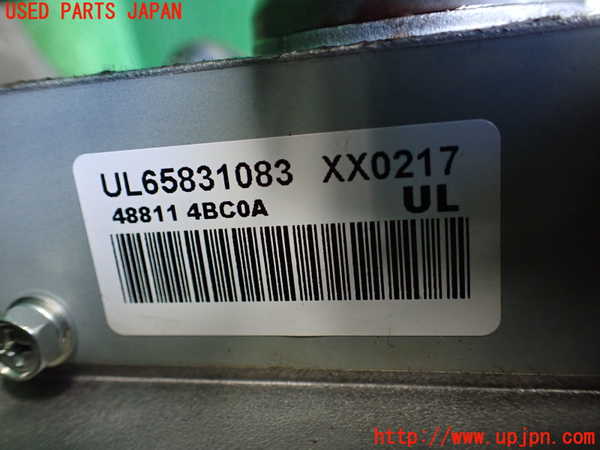 USED PARTS JAPAN
UL65831083 XX0217
48811 4BC0A UL
http://www.upjpn.com